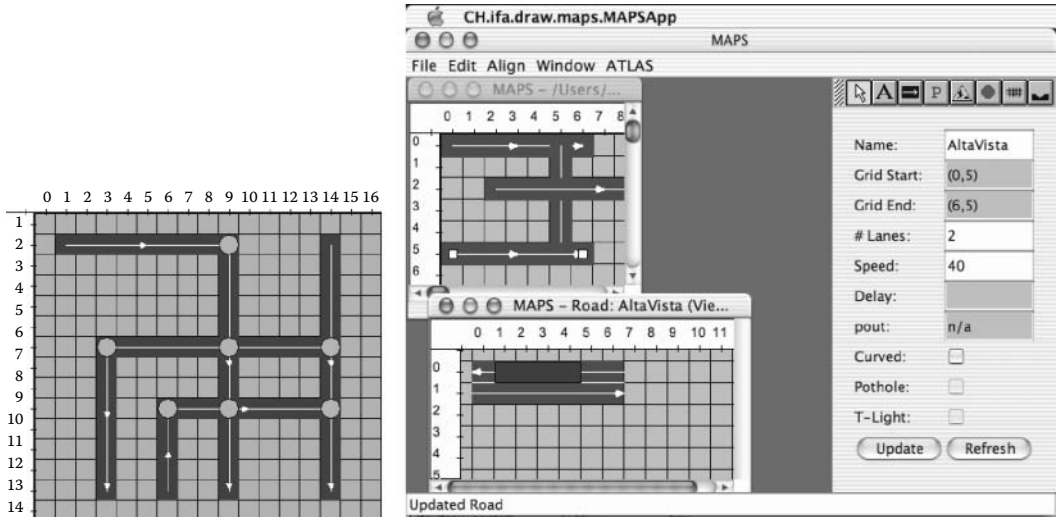 0 1 2 3 4 5 6 7 8 9 10 11 12 13 14 15 16
1
2
3
4
5
6
7
8
9
10
11
12
13
14
CH.ifa.draw.maps.MAPSApp
MAPS
File Edit Align Window ATLAS
MAPS – /Users/...
0 1 2 3 4 5 6 7 8
0
1
2
3
4
5
6
MAPS – Road: AltaVista (Vie...
0 1 2 3 4 5 6 7 8 9 10 11
0
1
2
3
4
5
A P
Name: AltaVista
Grid Start: (0,5)
Grid End: (6,5)
# Lanes: 2
Speed: 40
Delay:
pout: n/a
Curved:
Pothole:
T-Light:
Update Refresh
Updated Road